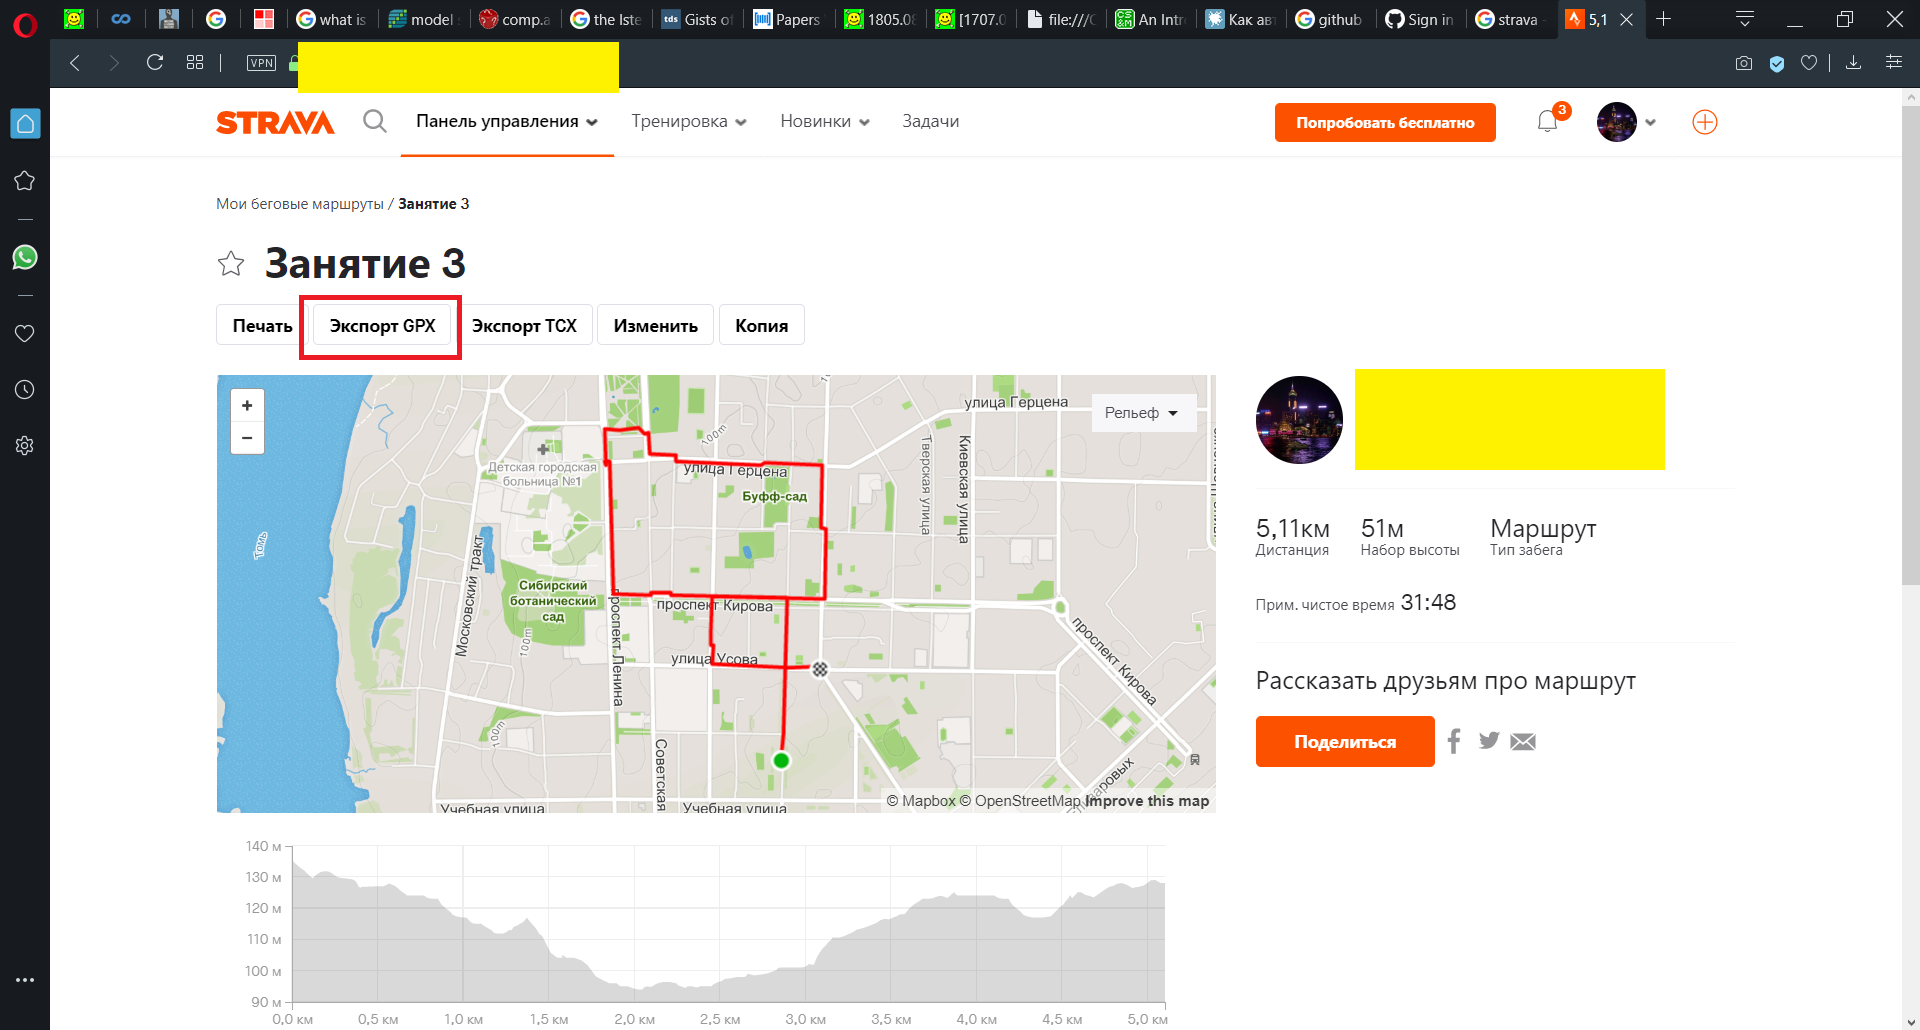 what is
model
comp.a
the Iste
tds Gists of
Papers
1805.08
[1707.0
file:///C
An Intr
Как авт
github
Sign in
strava -
5,1
VPN
STRAVA
Панель управления
Тренировка
Новинки
Задачи
Попробовать бесплатно
3
Мои беговые маршруты / Занятие 3
Занятие 3
Печать
Экспорт GPX
Экспорт TCX
Изменить
Копия
+
−
Рельеф
улица Герцена
100m
Тверская улица
Киевская улица
Детская городская
больница №1
улица Герцена
Буфф-сад
Томь
Московский тракт
Сибирский
ботанический
сад
100m
проспект Кирова
проспект Ленина
улица Усова
проспект Кирова
100m
Советская
Учебная улица
Учебная улица
© Mapbox © OpenStreetMap Improve this map
5,11км
Дистанция
51м
Набор высоты
Маршрут
Тип забега
Прим. чистое время 31:48
Рассказать друзьям про маршрут
Поделиться
140 м
130 м
120 м
110 м
100 м
90 м
0,0 км
0,5 км
1,0 км
1,5 км
2,0 км
2,5 км
3,0 км
3,5 км
4,0 км
4,5 км
5,0 км